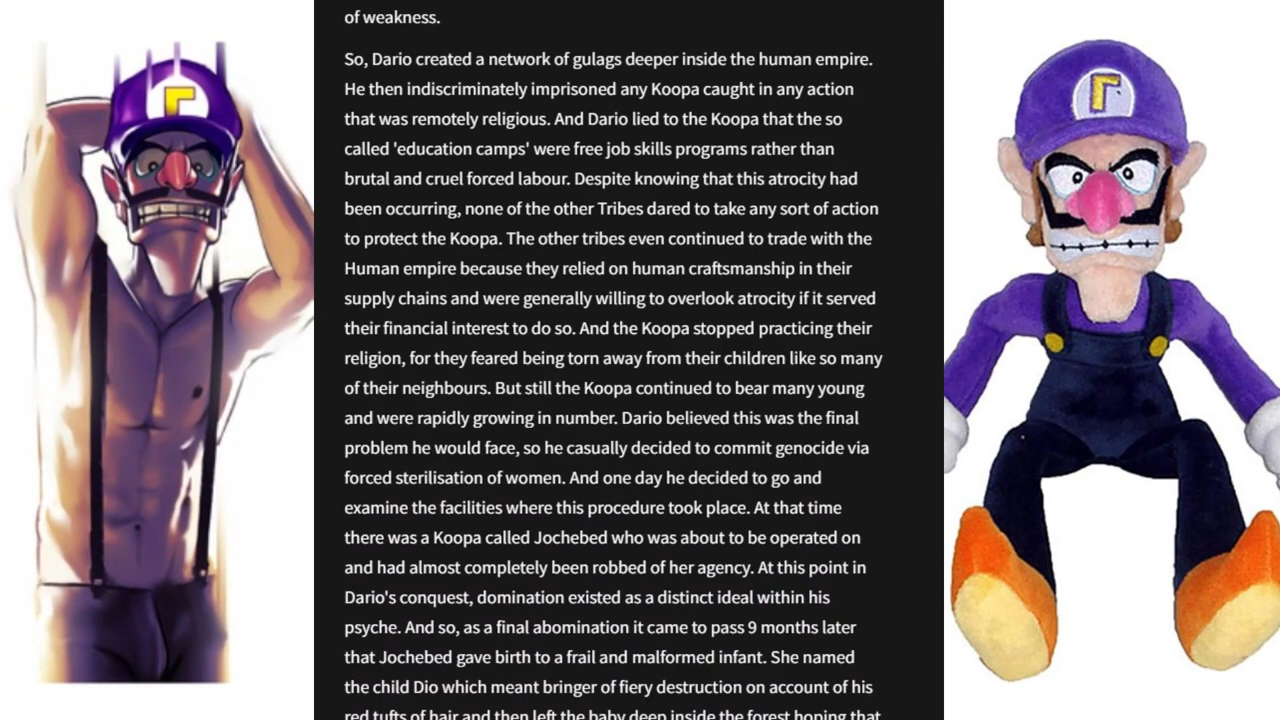 of weakness.
So, Dario created a network of gulags deeper inside the human empire.
He then indiscriminately imprisoned any Koopa caught in any action
that was remotely religious. And Dario lied to the Koopa that the so
called 'education camps' were free job skills programs rather than
brutal and cruel forced labour. Despite knowing that this atrocity had
been occurring, none of the other Tribes dared to take any sort of action
to protect the Koopa. The other tribes even continued to trade with the
Human empire because they relied on human craftsmanship in their
supply chains and were generally willing to overlook atrocity if it served
their financial interest to do so. And the Koopa stopped practicing their
religion, for they feared being torn away from their children like so many
of their neighbours. But still the Koopa continued to bear many young
and were rapidly growing in number. Dario believed this was the final
problem he would face, so he casually decided to commit genocide via
forced sterilisation of women. And one day he decided to go and
examine the facilities where this procedure took place. At that time
there was a Koopa called Jochebed who was about to be operated on
and had almost completely been robbed of her agency. At this point in
Dario's conquest, domination existed as a distinct ideal within his
psyche. And so, as a final abomination it came to pass 9 months later
that Jochebed gave birth to a frail and malformed infant. She named
the child Dio which meant bringer of fiery destruction on account of his
red tufts of hair and then left the baby deep inside the forest hoping that